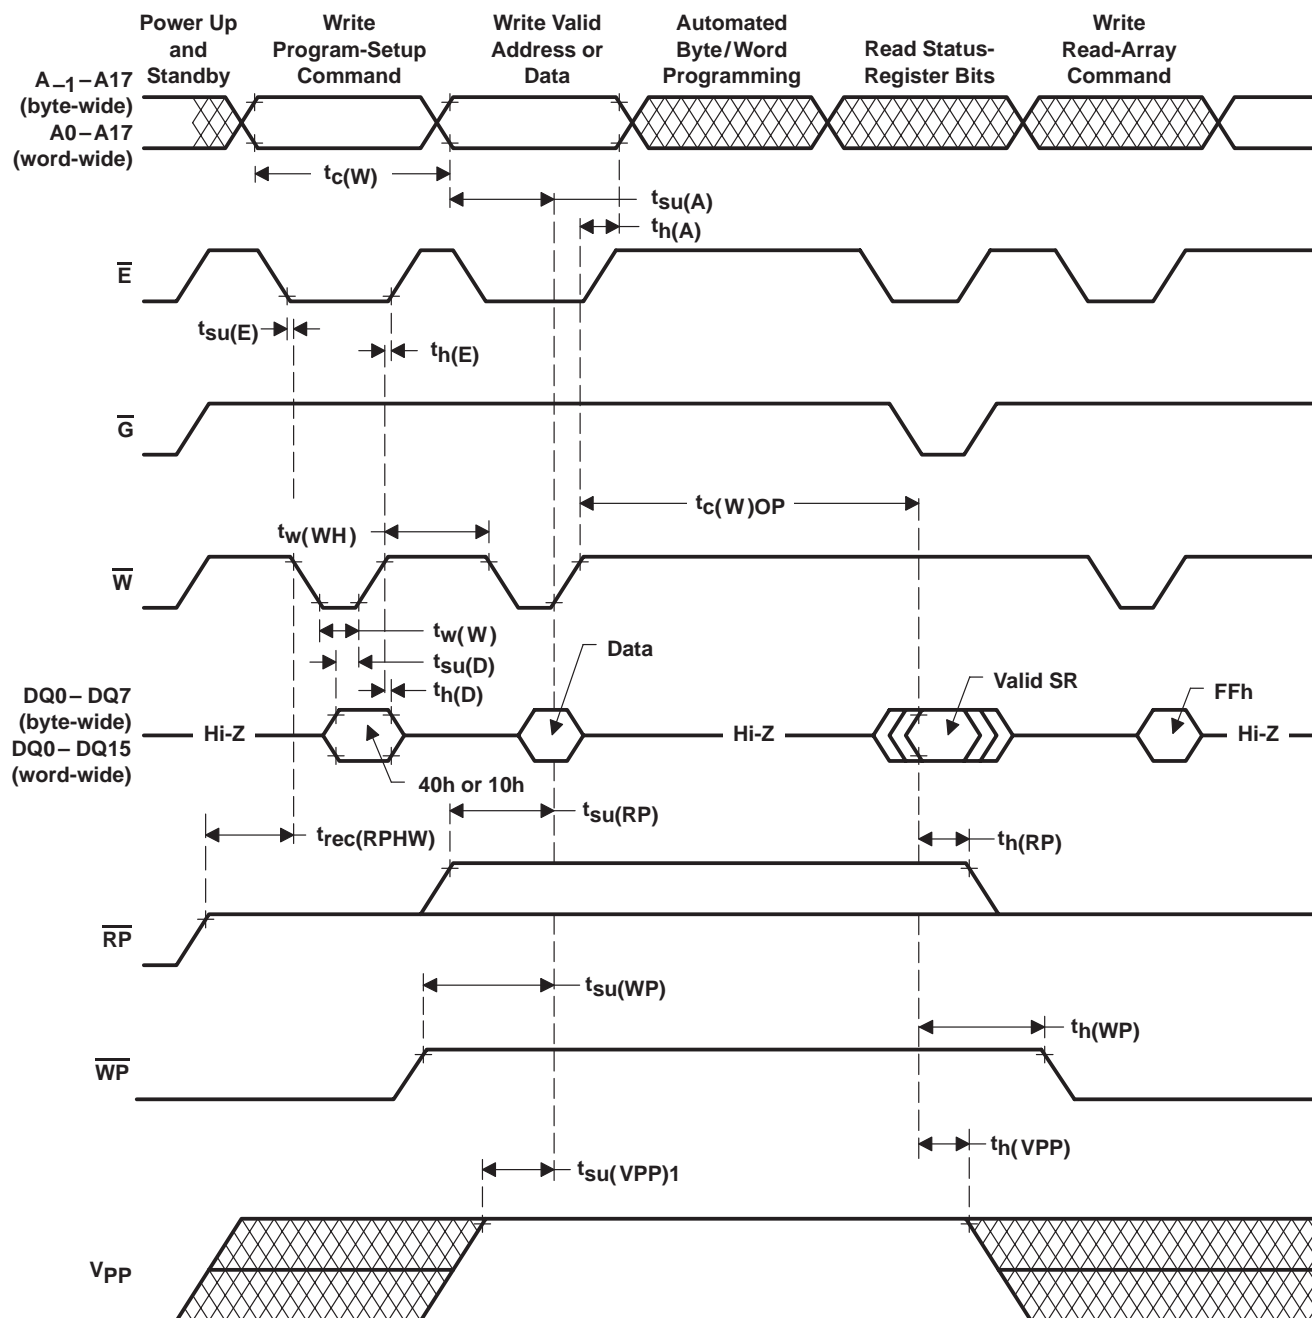 Power Up
and
Standby
Write
Program-Setup
Command
Write Valid
Address or
Data
Automated
Byte/Word
Programming
Read Status-
Register Bits
Write
Read-Array
Command
A–1–A17
(byte-wide)
A0–A17
(word-wide)
tc(W)
tsu(A)
th(A)
E
tsu(E)
th(E)
G
tc(W)OP
tw(WH)
W
tw(W)
tsu(D)
th(D)
Data
Valid SR
FFh
DQ0–DQ7
(byte-wide)
DQ0–DQ15
(word-wide)
Hi-Z
Hi-Z
Hi-Z
40h or 10h
tsu(RP)
trec(RPHW)
th(RP)
RP
tsu(WP)
th(WP)
WP
th(VPP)
tsu(VPP)1
VPP